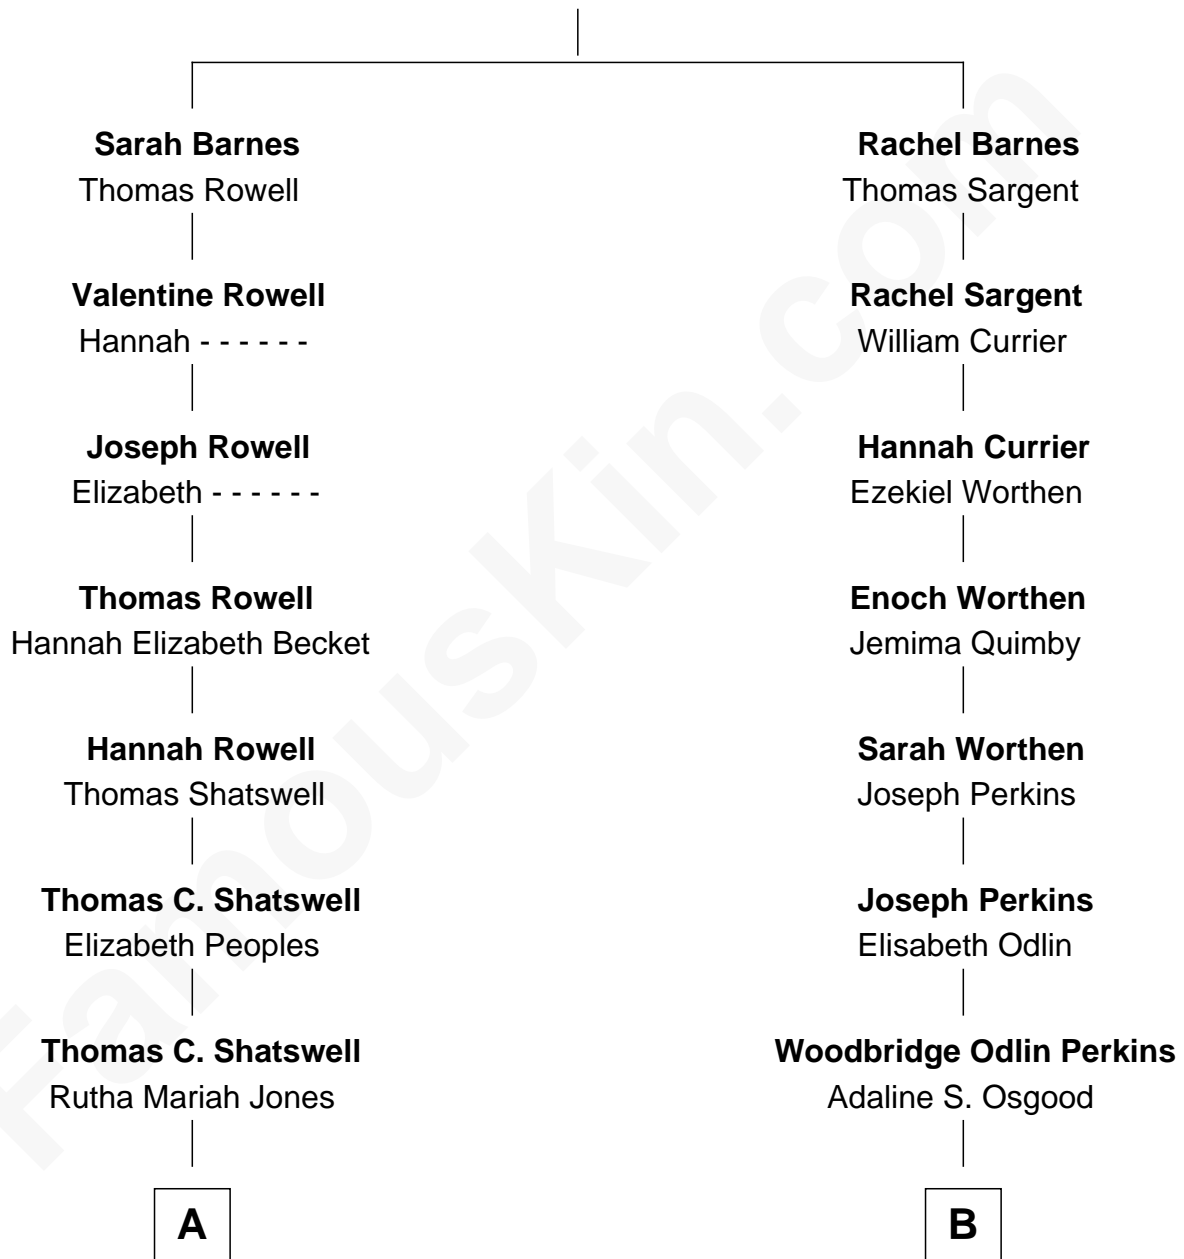 Sarah Barnes
Thomas Rowell
Valentine Rowell
Hannah - - - - - -
Joseph Rowell
Elizabeth - - - - - -
Thomas Rowell
Hannah Elizabeth Becket
Hannah Rowell
Thomas Shatswell
Thomas C. Shatswell
Elizabeth Peoples
Thomas C. Shatswell
Rutha Mariah Jones
A
Rachel Barnes
Thomas Sargent
Rachel Sargent
William Currier
Hannah Currier
Ezekiel Worthen
Enoch Worthen
Jemima Quimby
Sarah Worthen
Joseph Perkins
Joseph Perkins
Elisabeth Odlin
Woodbridge Odlin Perkins
Adaline S. Osgood
B
FamousKin.com